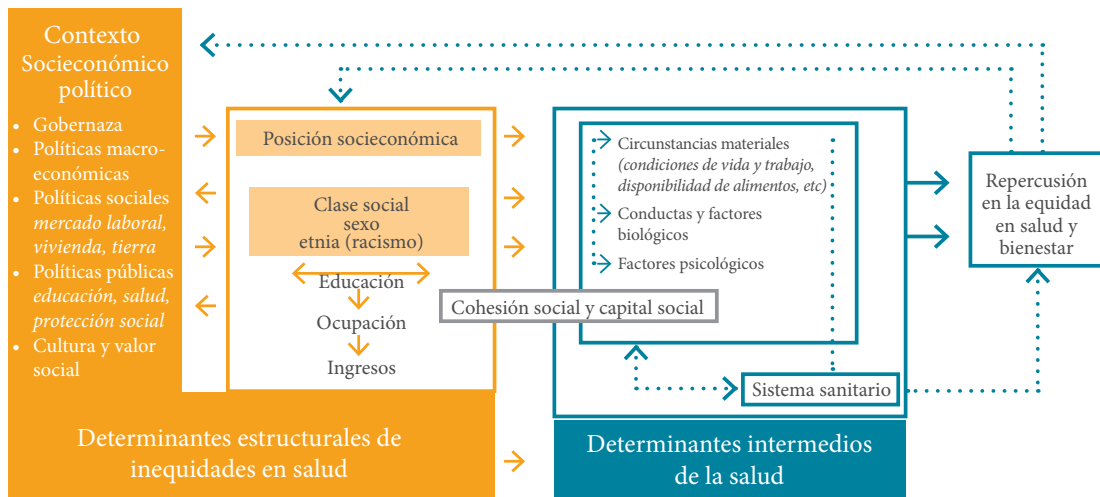 Contexto
Socieconómico
político
• Gobernaza
• Políticas macro-
económicas
• Políticas sociales
mercado laboral,
vivienda, tierra
• Políticas públicas
educación, salud,
protección social
• Cultura y valor
social
Posición socieconómica
Clase social
sexo
etnia (racismo)
Educación
Ocupación
Ingresos
Cohesión social y capital social
Circunstancias materiales
(condiciones de vida y trabajo,
disponibilidad de alimentos, etc)
Conductas y factores
biológicos
Factores psicológicos
Sistema sanitario
Repercusión
en la equidad
en salud y
bienestar
Determinantes estructurales de
inequidades en salud
Determinantes intermedios
de la salud